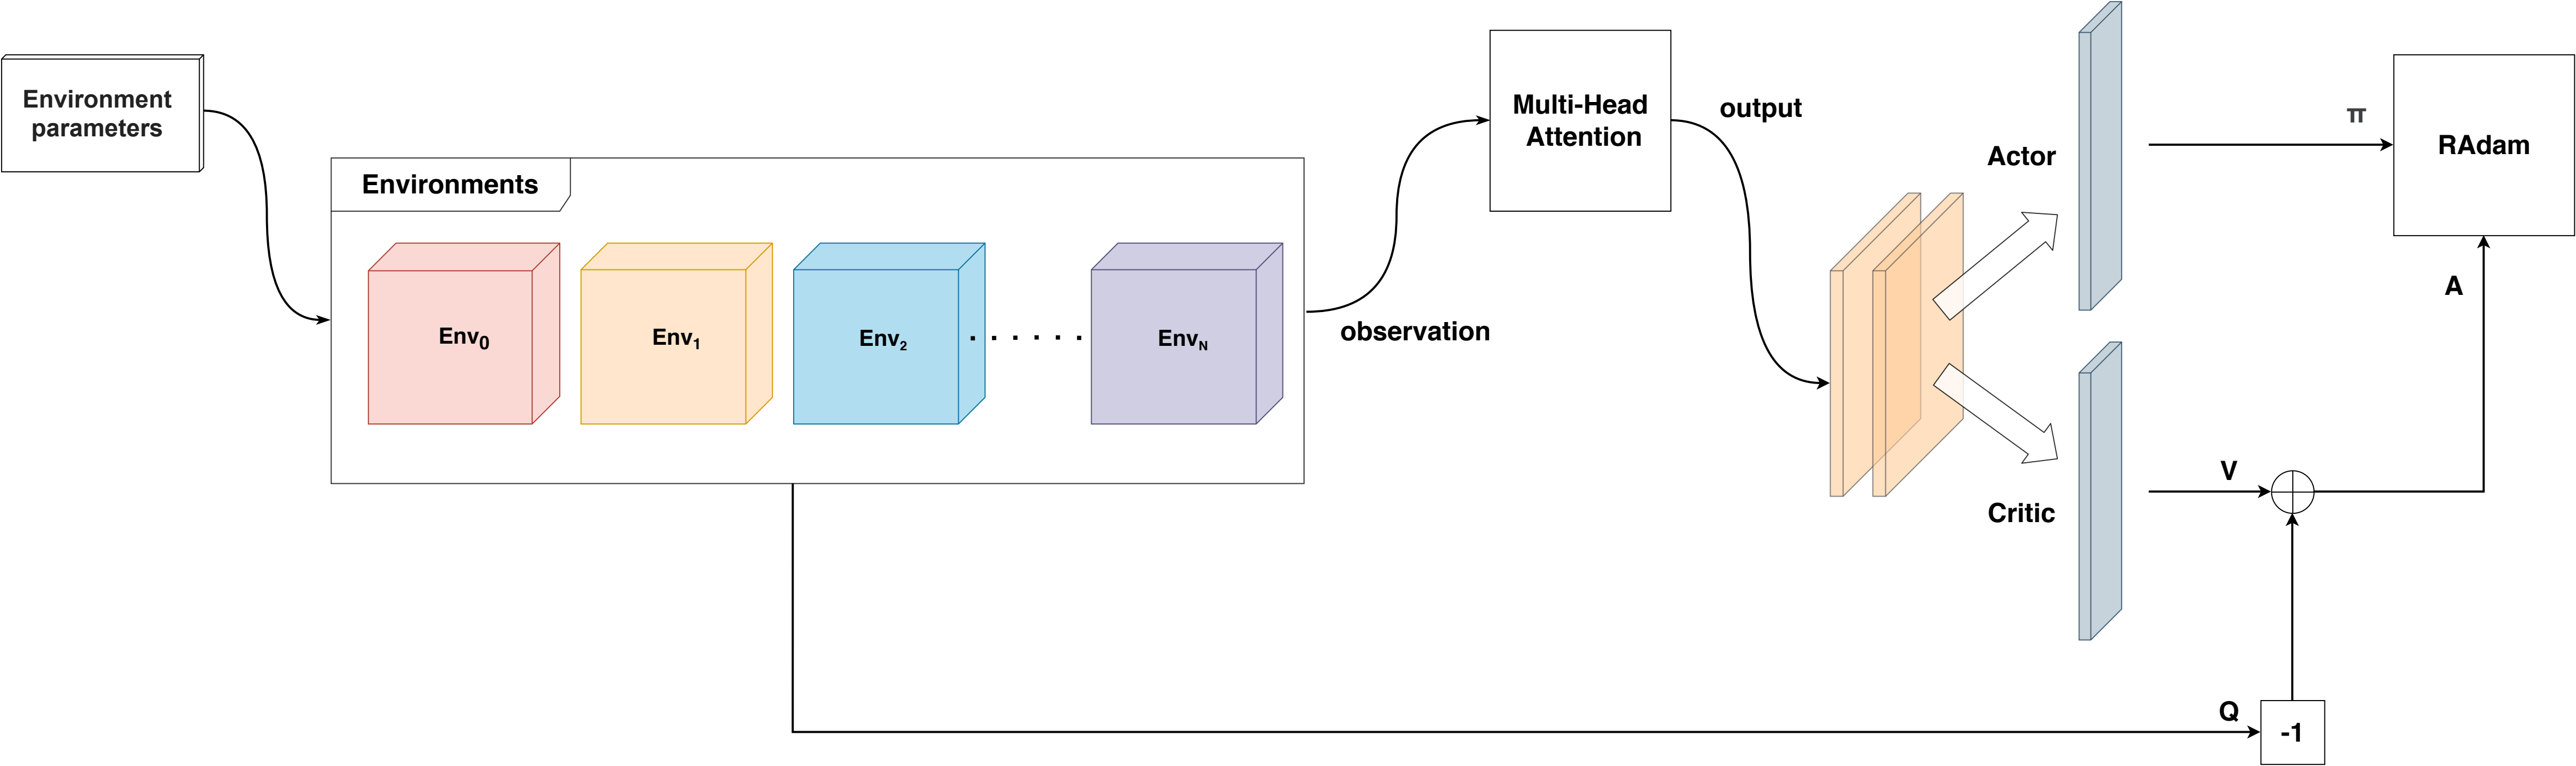 Environment
parameters
Environments
Env0
Env1
Env2
. . . . . .
EnvN
observation
Multi-Head
Attention
output
Actor
Critic
π
RAdam
A
V
Q
-1